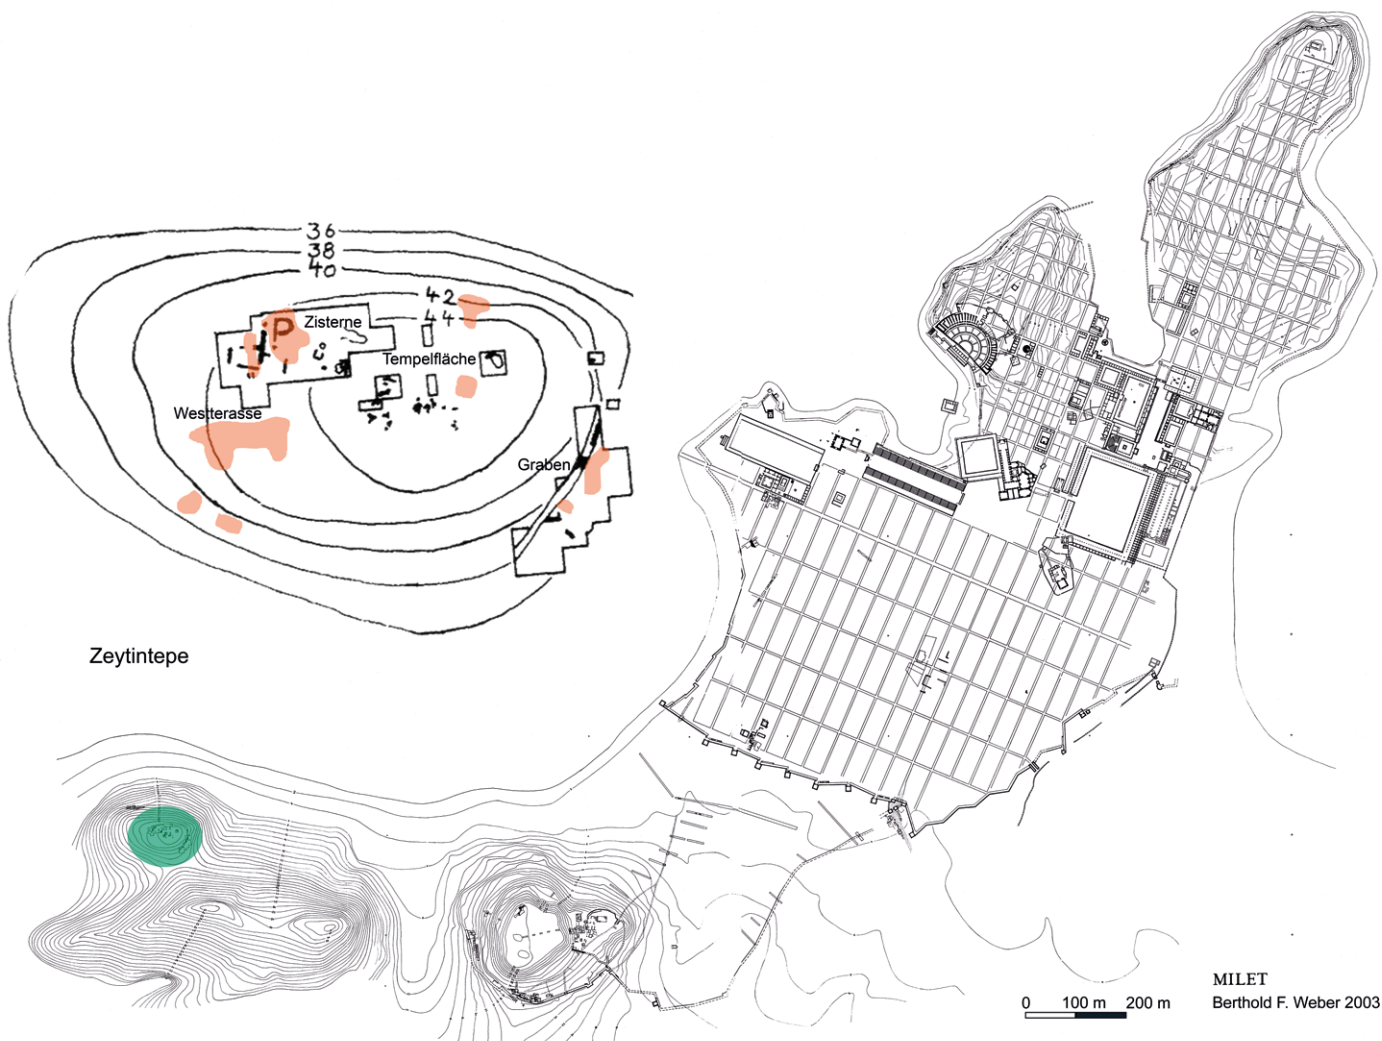 36
38
40
42
44
P
Zisterne
Tempelfläche
Westterasse
Graben
Zeytintepe
MILET
0 100 m 200 m
Berthold F. Weber 2003